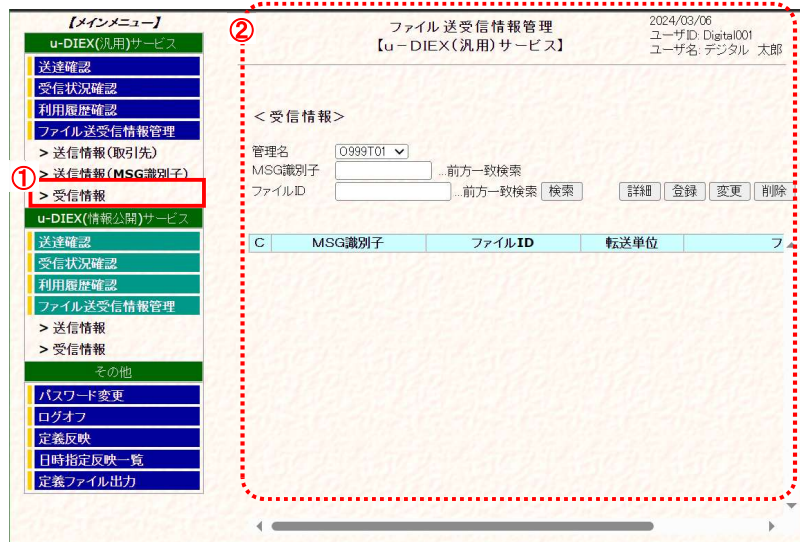 【メインメニュー】
u-DIEX(汎用)サービス
送達確認
受信状況確認
利用履歴確認
ファイル送受信情報管理
> 送信情報(取引先)
> 送信情報(MSG識別子)
①
> 受信情報
u-DIEX(情報公開)サービス
送達確認
受信状況確認
利用履歴確認
ファイル送受信情報管理
> 送信情報
> 受信情報
その他
パスワード変更
ログオフ
定義反映
日時指定反映一覧
定義ファイル出力
②
ファイル送受信情報管理
【u－DIEX(汎用)サービス】
2024/03/06
ユーザID: Digital001
ユーザ名: デジタル 太郎
＜受信情報＞
管理名 O999T01
MSG識別子 ...前方一致検索
ファイルID ...前方一致検索 検索 詳細 登録 変更 削除
C MSG識別子 ファイルID 転送単位 フ